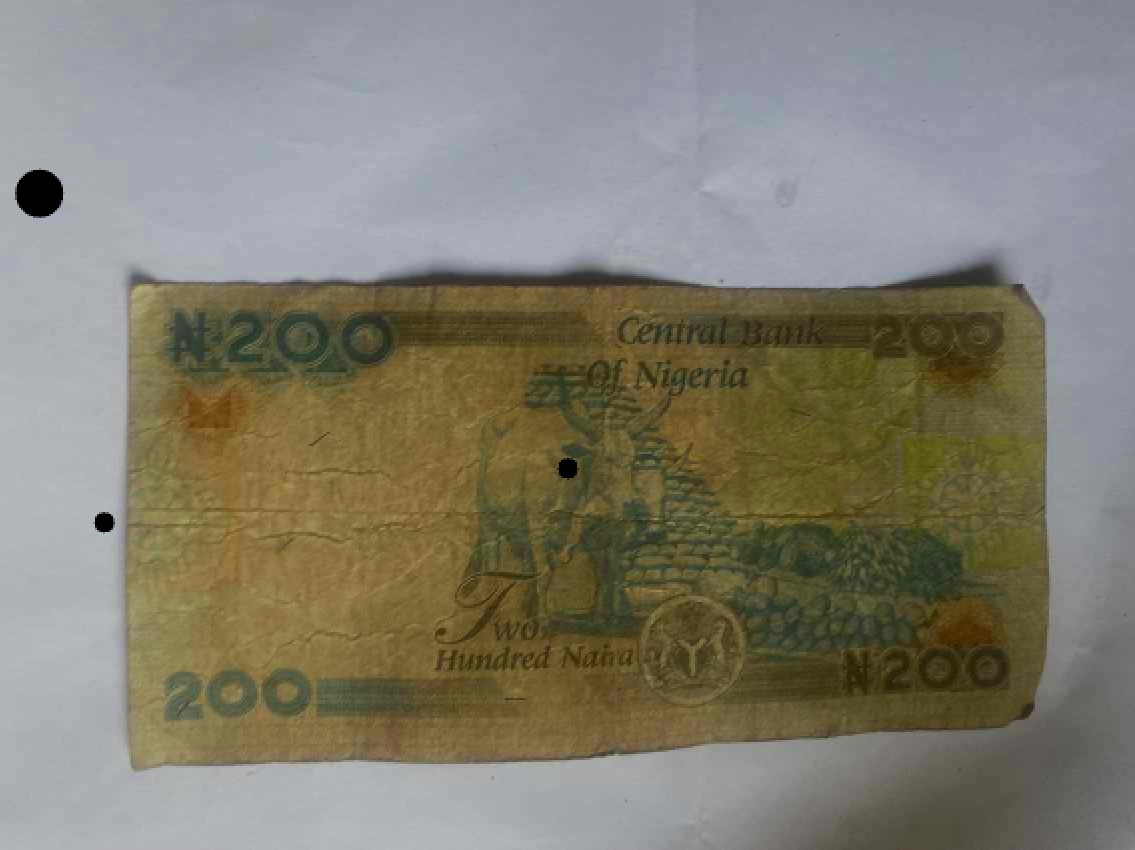 ₦200
Central Bank
Of Nigeria
200
Two
Hundred Naira
200
₦200